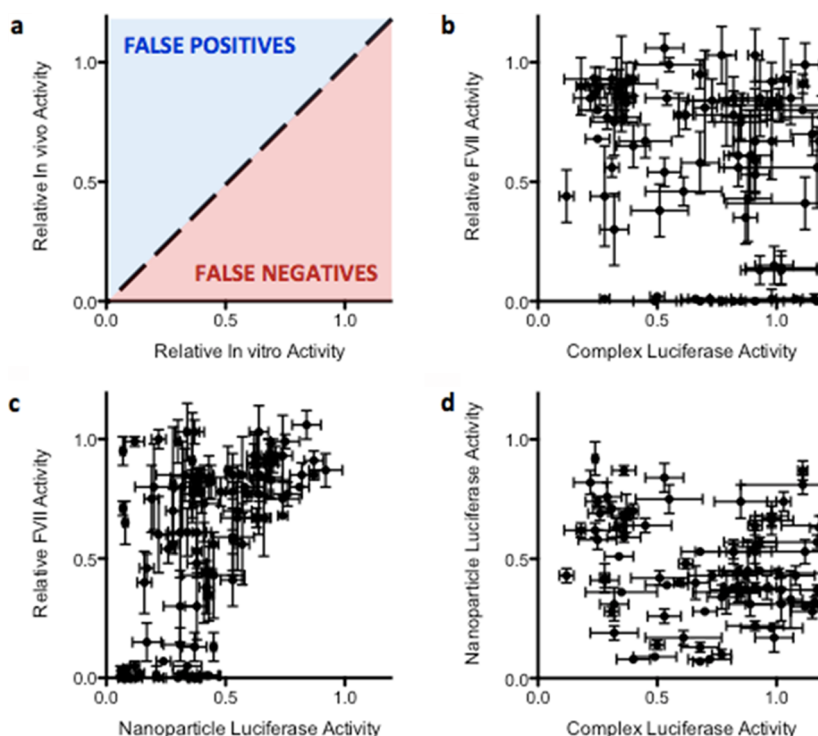 a
Relative In vivo Activity
1.0
0.5
0.0
FALSE POSITIVES
FALSE NEGATIVES
0.0 0.5 1.0
Relative In vitro Activity
b
Relative FVII Activity
1.0
0.5
0.0
0.0 0.5 1.0
Complex Luciferase Activity
c
Relative FVII Activity
1.0
0.5
0.0
0.0 0.5 1.0
Nanoparticle Luciferase Activity
d
Nanoparticle Luciferase Activity
1.0
0.5
0.0
0.0 0.5 1.0
Complex Luciferase Activity